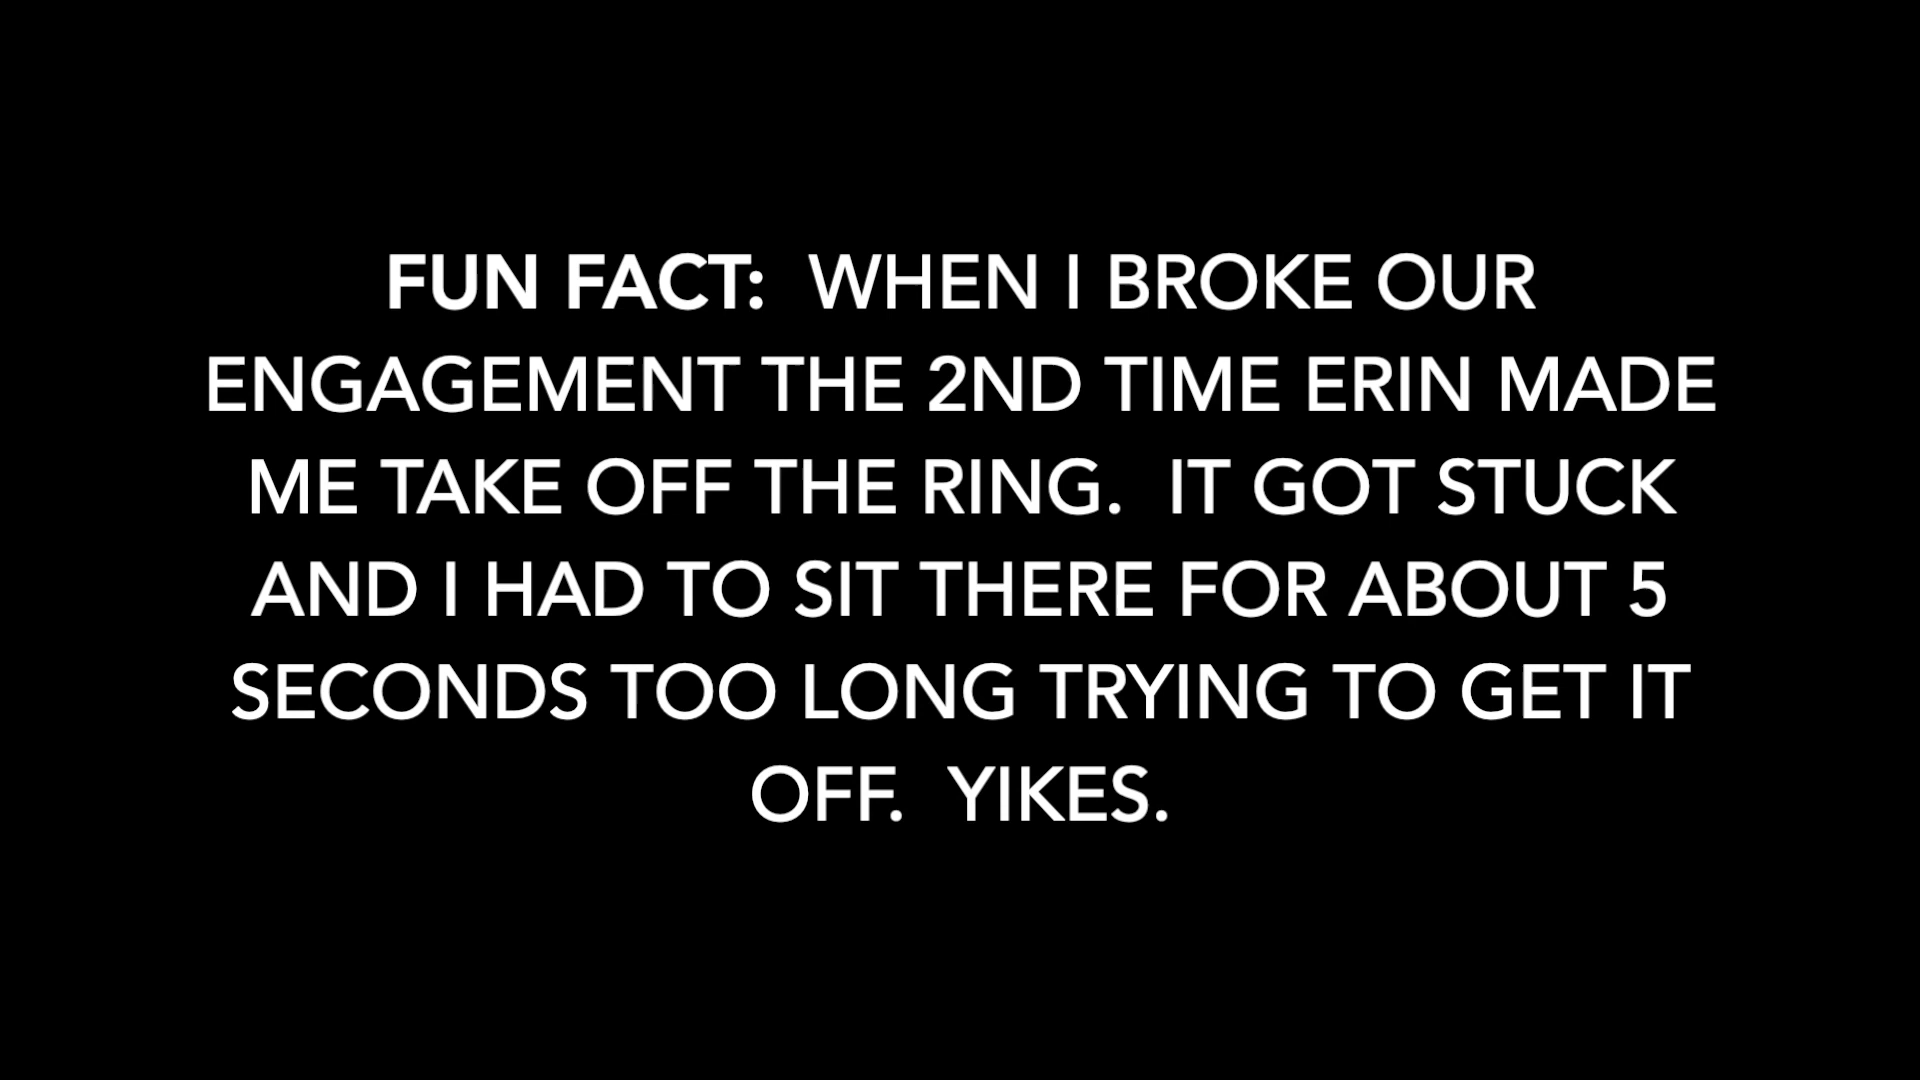 FUN FACT:  WHEN I BROKE OUR
ENGAGEMENT THE 2ND TIME ERIN MADE
ME TAKE OFF THE RING.  IT GOT STUCK
AND I HAD TO SIT THERE FOR ABOUT 5
SECONDS TOO LONG TRYING TO GET IT
OFF.  YIKES.